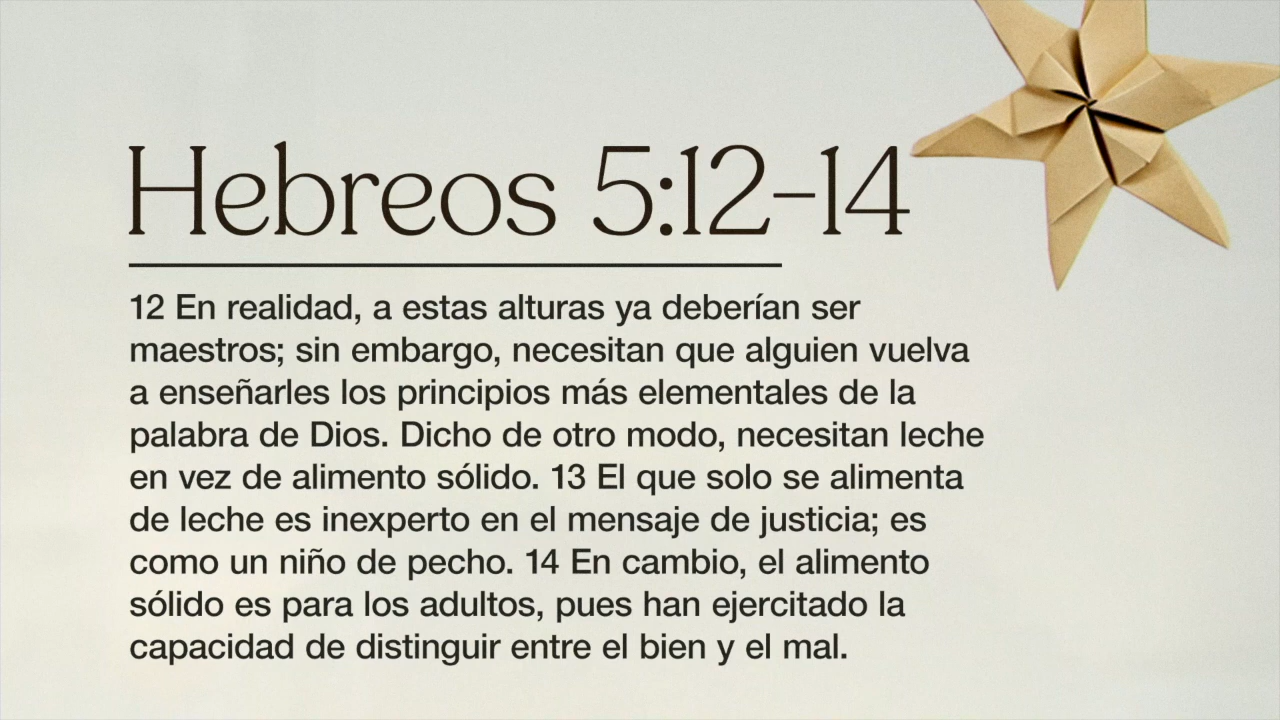 Hebreos 5:12-14
12 En realidad, a estas alturas ya deberían ser
maestros; sin embargo, necesitan que alguien vuelva
a enseñarles los principios más elementales de la
palabra de Dios. Dicho de otro modo, necesitan leche
en vez de alimento sólido. 13 El que solo se alimenta
de leche es inexperto en el mensaje de justicia; es
como un niño de pecho. 14 En cambio, el alimento
sólido es para los adultos, pues han ejercitado la
capacidad de distinguir entre el bien y el mal.